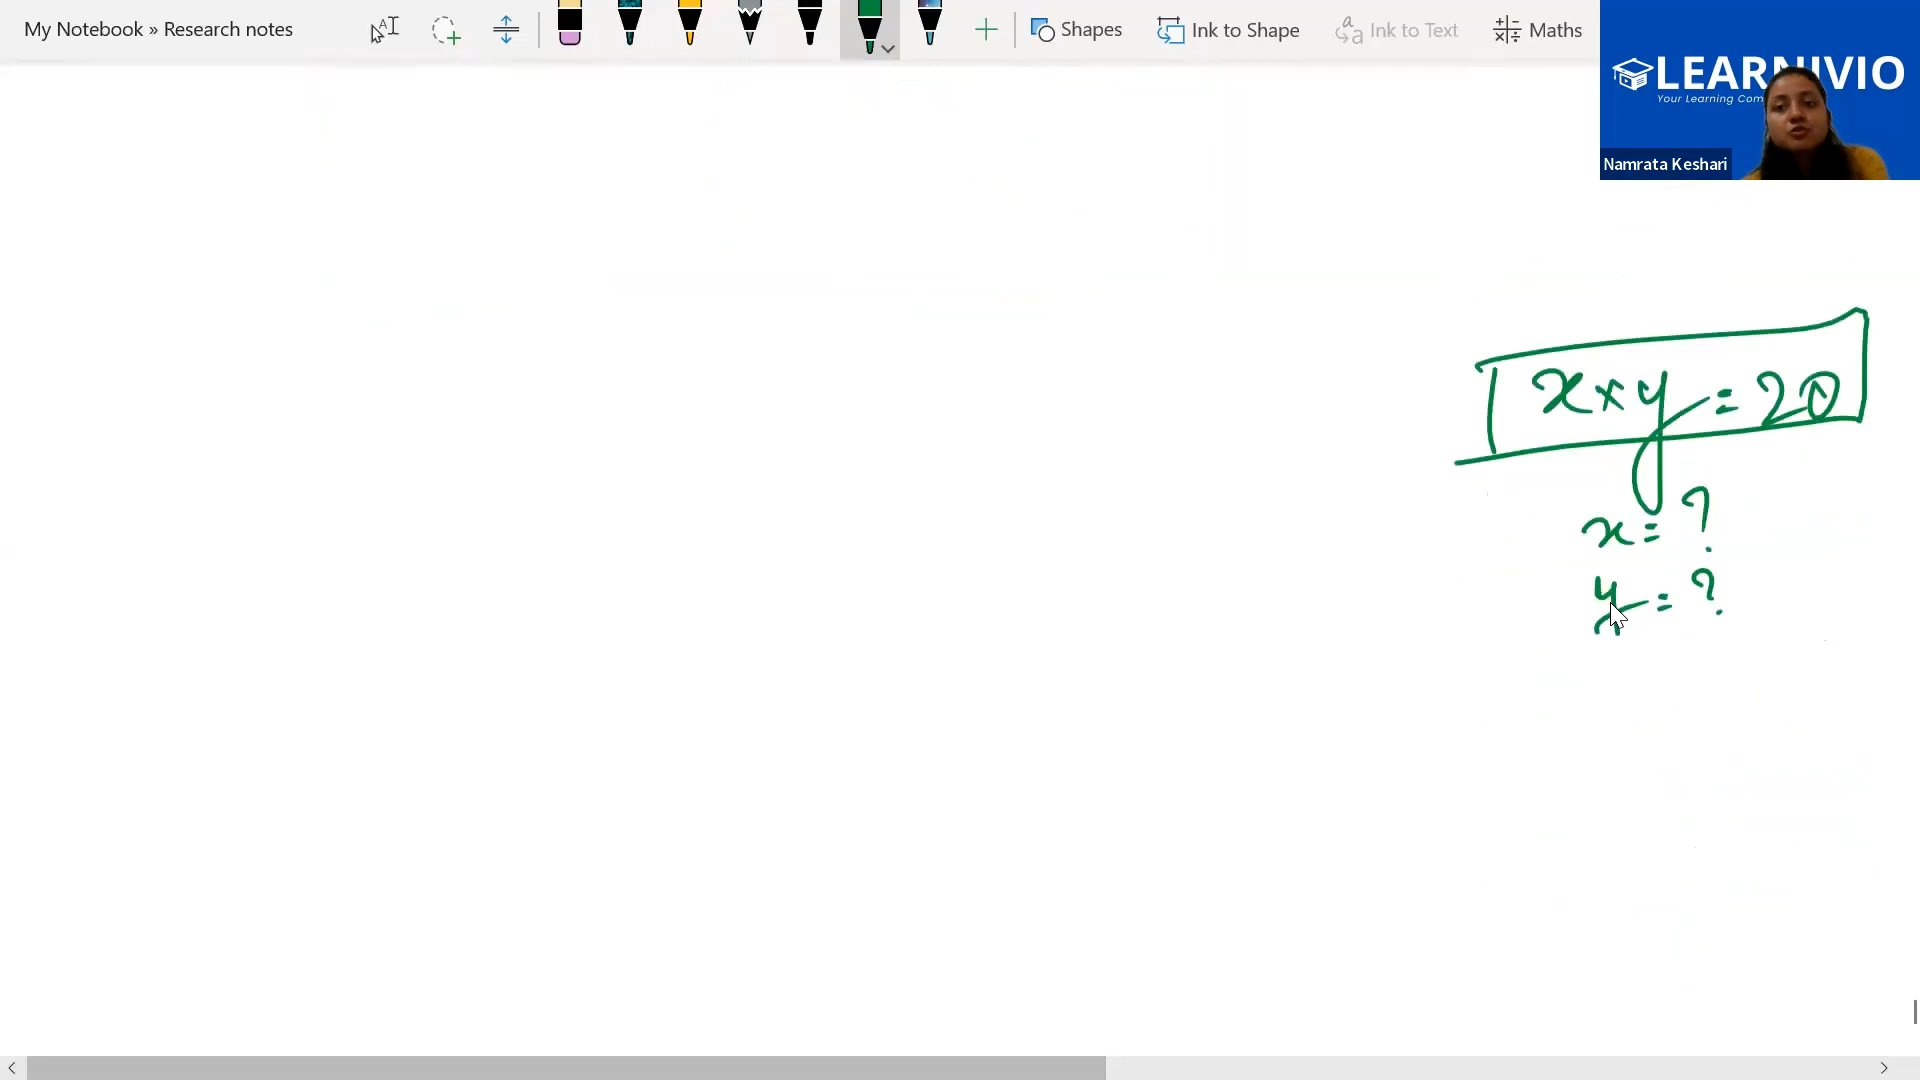 My Notebook » Research notes
Shapes
Ink to Shape
Ink to Text
Maths
LEARNIVIO
Your Learning Com
Namrata Keshari
x × y = 20
x = ?
y = ?